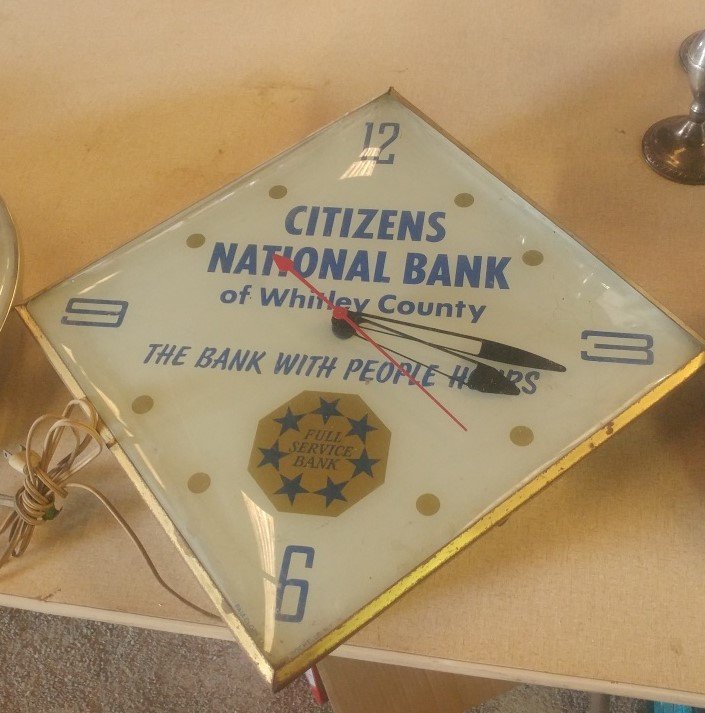 12
CITIZENS
NATIONAL BANK
of Whitley County
9
3
THE BANK WITH PEOPLE HOURS
FULL
SERVICE
BANK
6